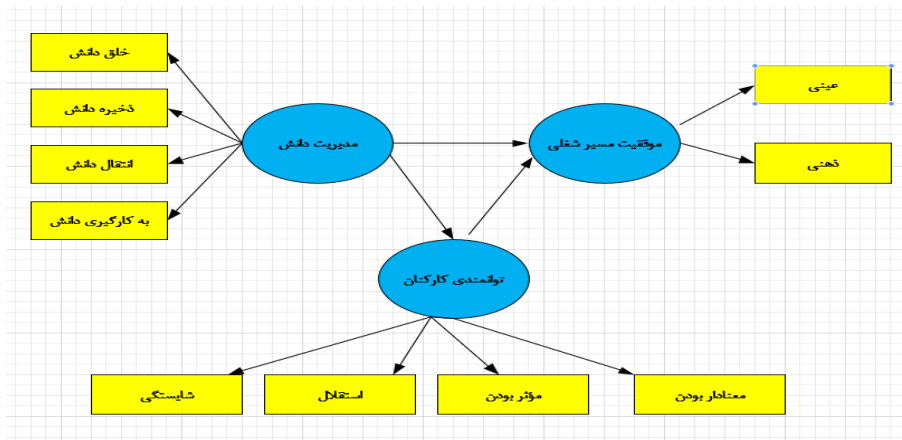 خلق دانش
ذخیره دانش
انتقال دانش
به کارگیری دانش
مدیریت دانش
موفقیت مسیر شغلی
عینی
ذهنی
توانمندی کارکنان
شایستگی
استقلال
مؤثر بودن
معنادار بودن